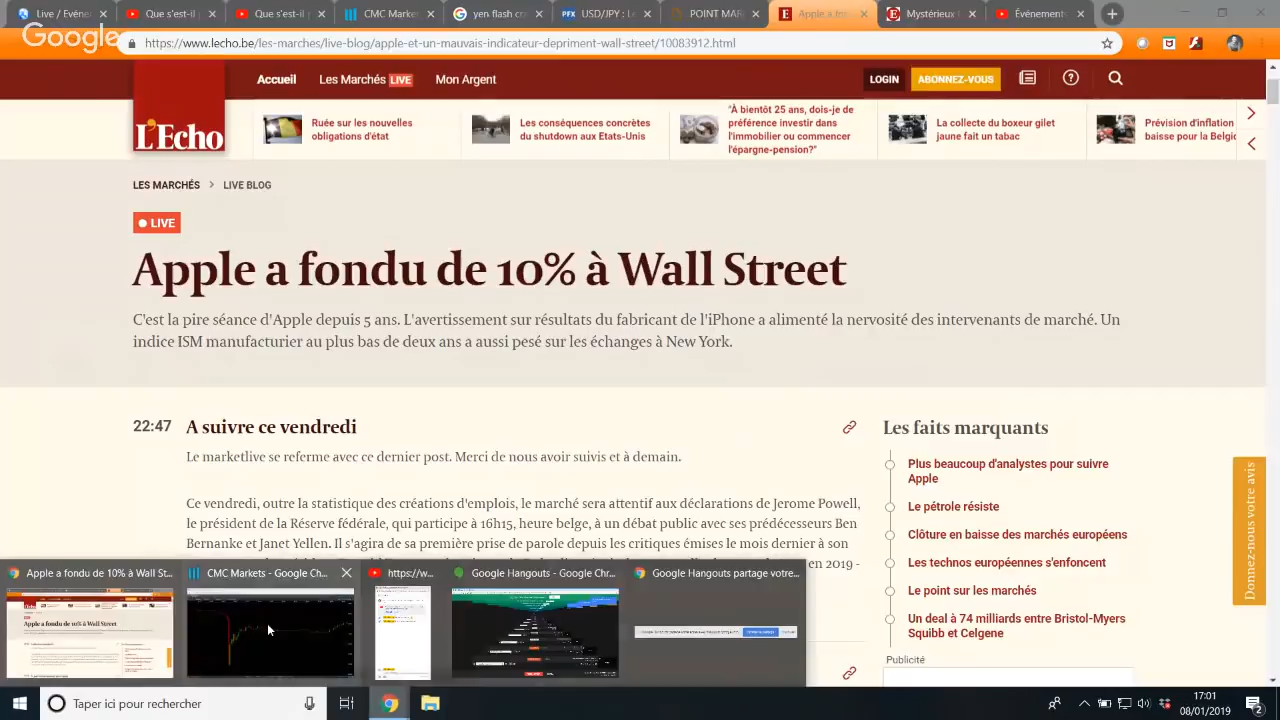 YouTube
CMC Market
Google
yen flash cr
USD/JPY : L
POINT MAR
Apple a fon
Mystérieux
Événement
https://www.lecho.be/les-marches/live-blog/apple-et-un-mauvais-indicateur-depriment-wall-street/10083912.html
L'Echo
Accueil
Les Marchés LIVE
Mon Argent
LOGIN
ABONNEZ-VOUS
Ruée sur les nouvelles
obligations d'état
Les conséquences concrètes
du shutdown aux Etats-Unis
"À bientôt 25 ans, dois-je de
préférence investir dans
l'immobilier ou commencer
l'épargne-pension?"
La collecte du boxeur gilet
jaune fait un tabac
Prévision d'inflation
baisse pour la Belgi
LES MARCHÉS > LIVE BLOG
LIVE
Apple a fondu de 10% à Wall Street
C'est la pire séance d'Apple depuis 5 ans. L'avertissement sur résultats du fabricant de l'iPhone a alimenté la nervosité des intervenants de marché. Un
indice ISM manufacturier au plus bas de deux ans a aussi pesé sur les échanges à New York.
22:47 A suivre ce vendredi
Le marketlive se referme avec ce dernier post. Merci de nous avoir suivis et à demain.
Ce vendredi, outre la statistique des créations d'emplois, le marché sera attentif aux déclarations de Jerome Powell,
le président de la Réserve fédérale, qui participe à 16h15, heure belge, à un débat public avec ses prédécesseurs Ben
Bernanke et Janet Yellen. Il s'agira de sa première prise de parole depuis les critiques émises le mois dernier à son
en 2019 -
Les faits marquants
Plus beaucoup d'analystes pour suivre
Apple
Le pétrole résiste
Clôture en baisse des marchés européens
Les technos européennes s'enfoncent
Le point sur les marchés
Un deal à 74 milliards entre Bristol-Myers
Squibb et Celgene
Publicité
Donnez-nous votre avis
Apple a fondu de 10% à Wall St...
CMC Markets - Google Ch...
https://w...
Google Hangouts - Google Chr...
Google Hangouts partage votre...
Apple a fondu de 10% à Wall Street
Taper ici pour rechercher
17:01
08/01/2019
2